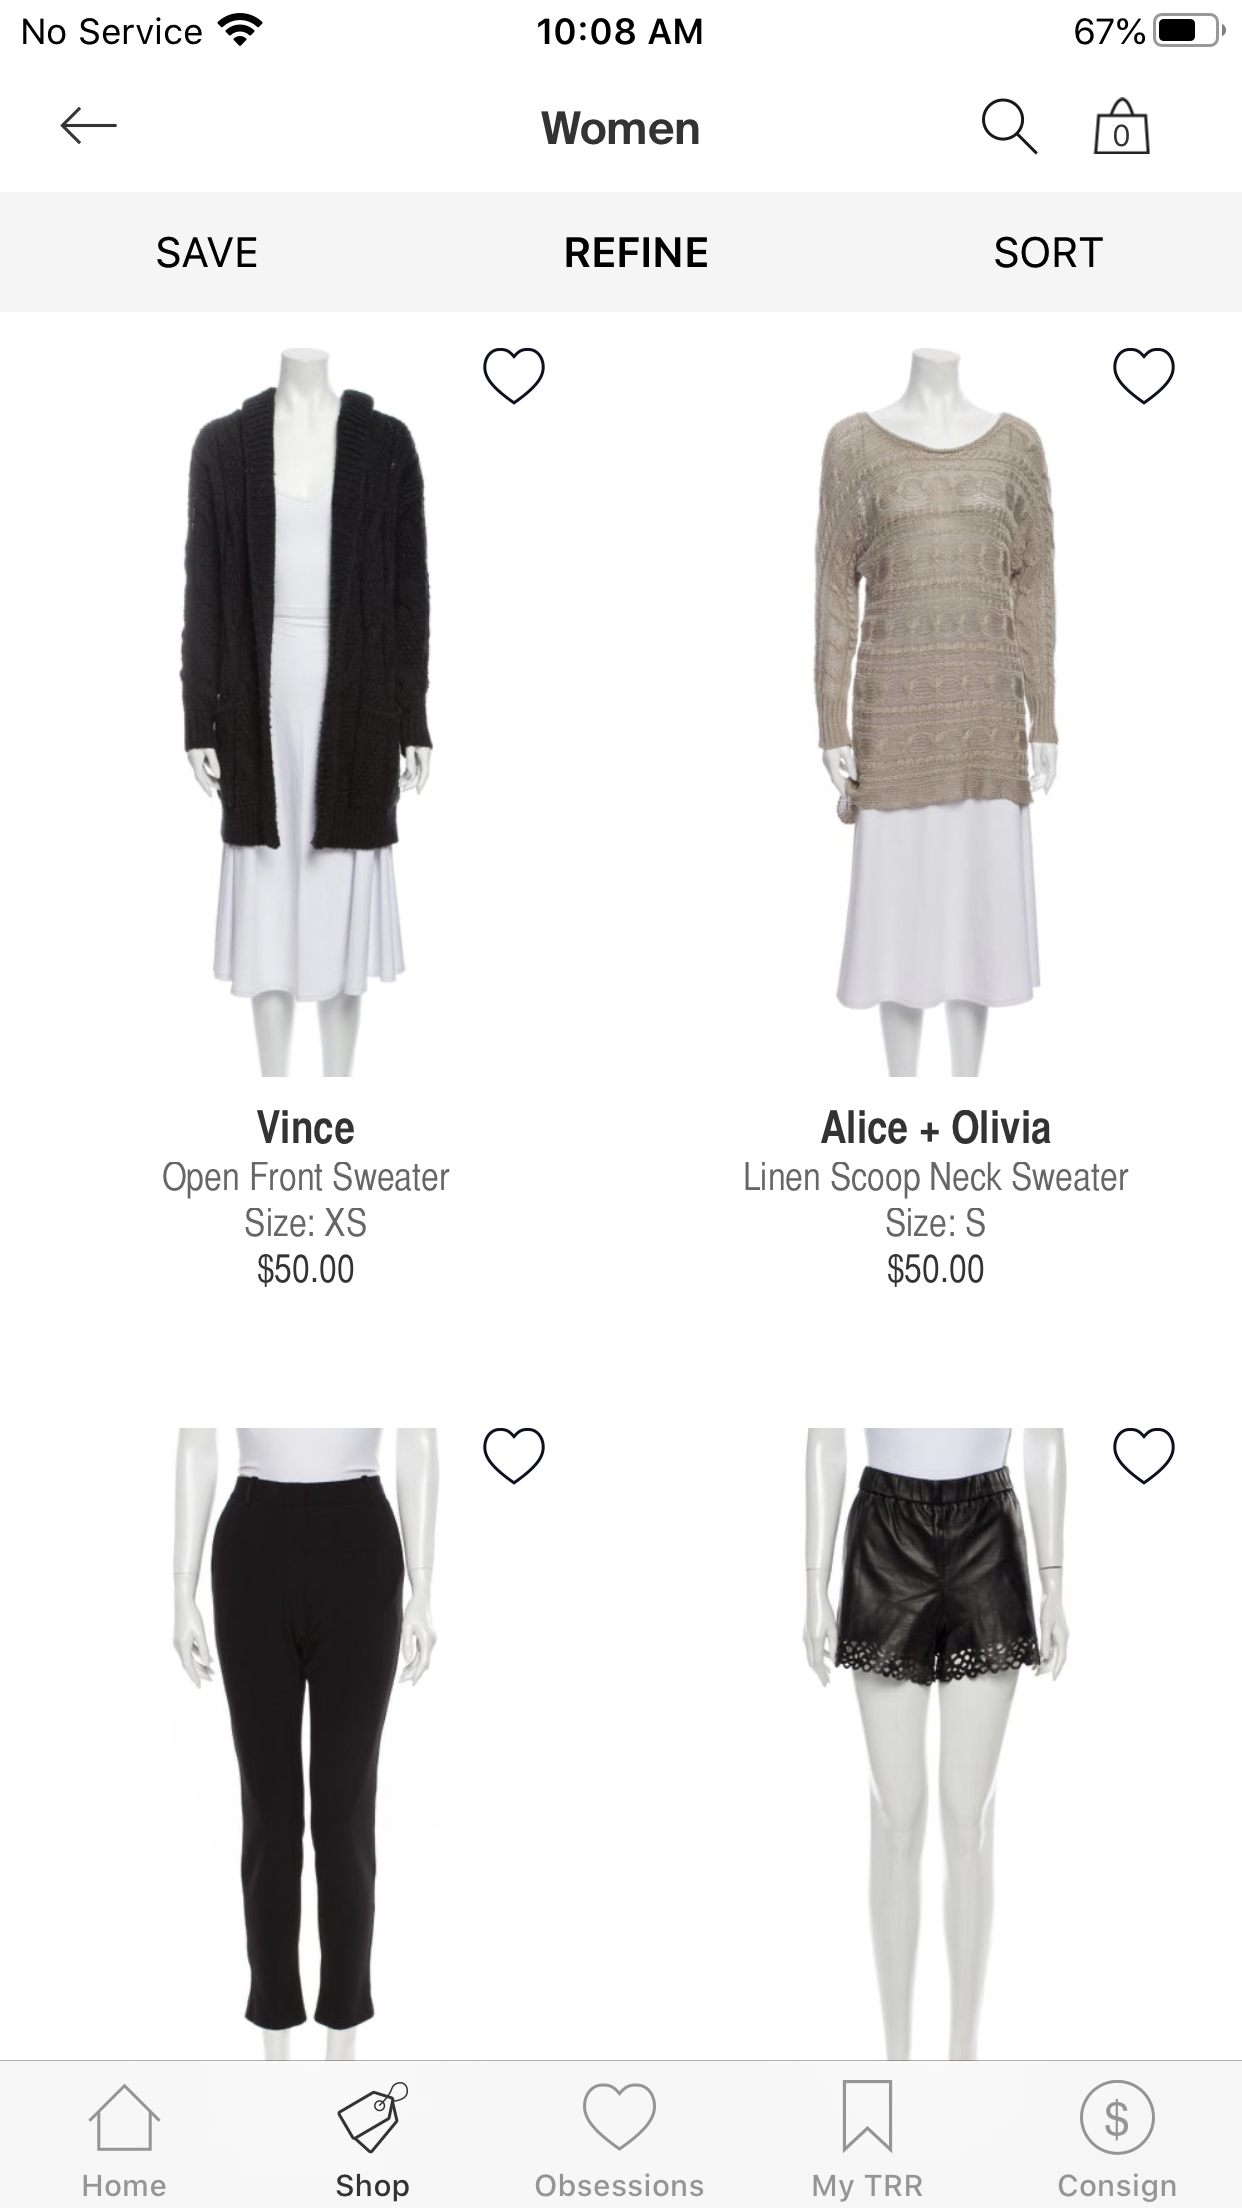 No Service
10:08 AM
67%
Women
0
SAVE
REFINE
SORT
Vince
Open Front Sweater
Size: XS
$50.00
Alice + Olivia
Linen Scoop Neck Sweater
Size: S
$50.00
$
Home
Shop
Obsessions
My TRR
Consign